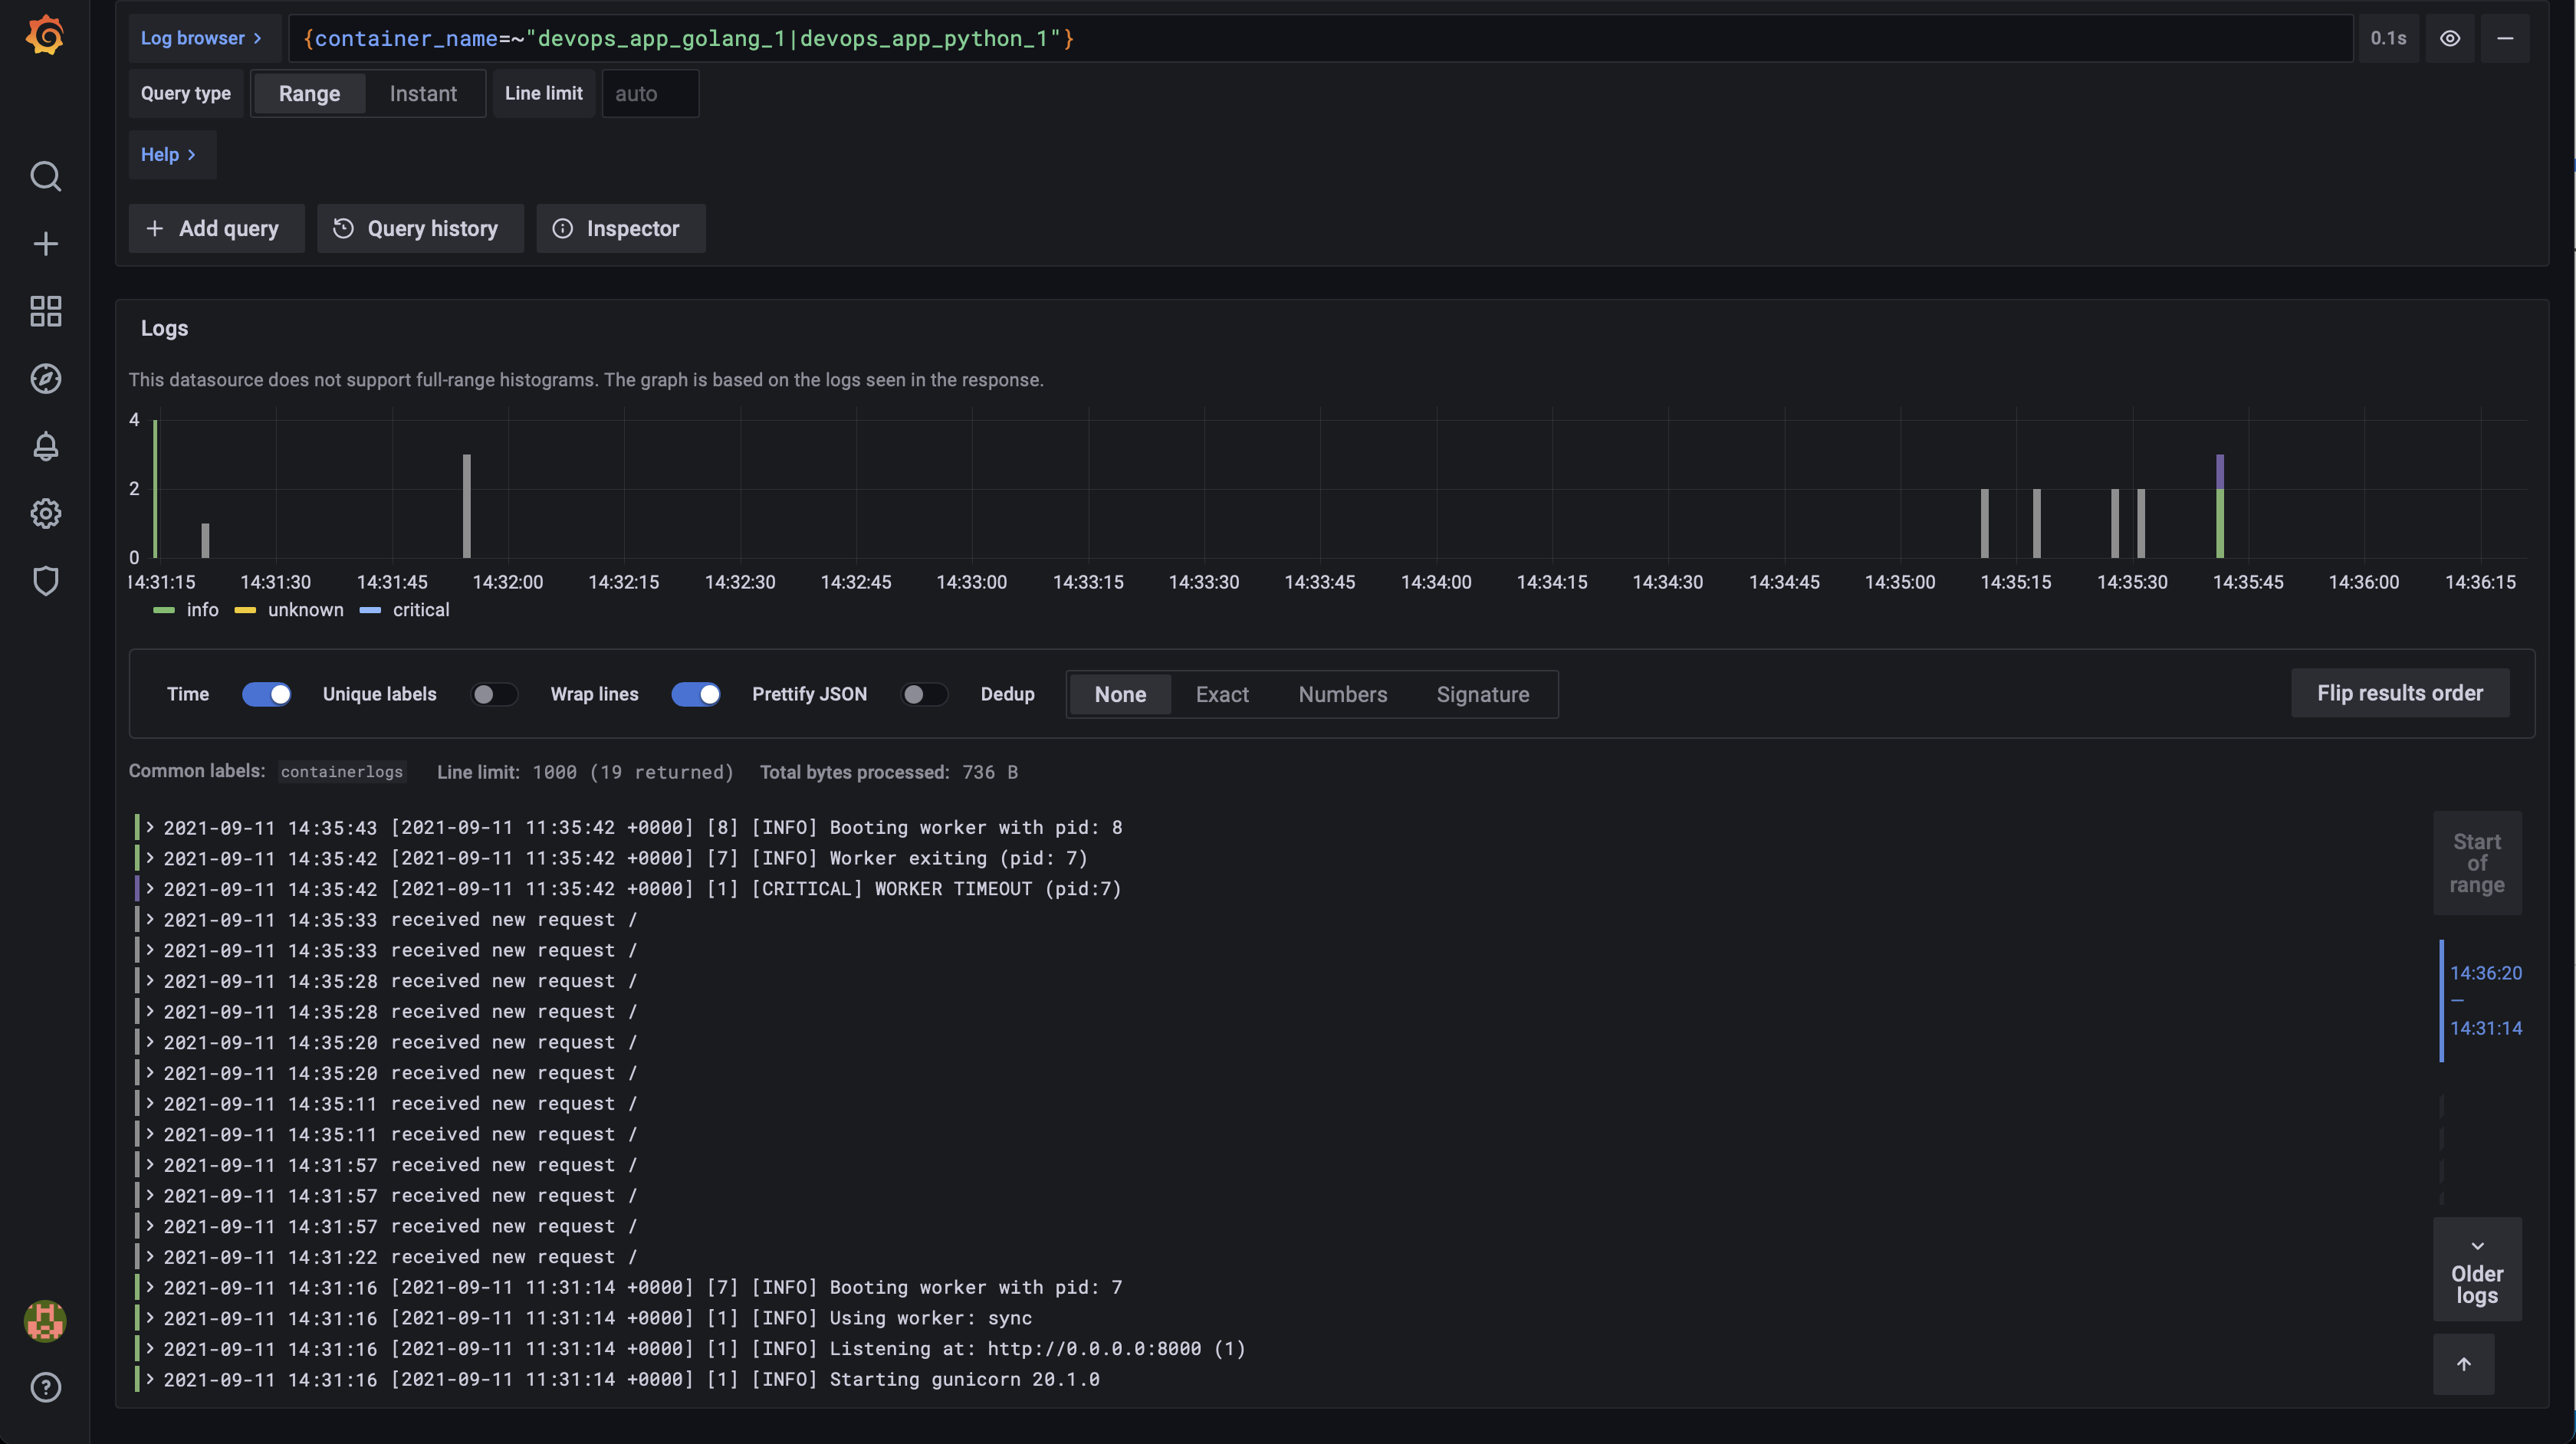 Log browser > {container_name=~"devops_app_golang_1|devops_app_python_1"} 0.1s
Query type Range Instant Line limit auto
Help >
+ Add query Query history Inspector
Logs
This datasource does not support full-range histograms. The graph is based on the logs seen in the response.
4
2
0
14:31:15 14:31:30 14:31:45 14:32:00 14:32:15 14:32:30 14:32:45 14:33:00 14:33:15 14:33:30 14:33:45 14:34:00 14:34:15 14:34:30 14:34:45 14:35:00 14:35:15 14:35:30 14:35:45 14:36:00 14:36:15
info unknown critical
Time Unique labels Wrap lines Prettify JSON Dedup None Exact Numbers Signature Flip results order
Common labels: containerlogs Line limit: 1000 (19 returned) Total bytes processed: 736 B
> 2021-09-11 14:35:43 [2021-09-11 11:35:42 +0000] [8] [INFO] Booting worker with pid: 8
> 2021-09-11 14:35:42 [2021-09-11 11:35:42 +0000] [7] [INFO] Worker exiting (pid: 7)
> 2021-09-11 14:35:42 [2021-09-11 11:35:42 +0000] [1] [CRITICAL] WORKER TIMEOUT (pid:7)
> 2021-09-11 14:35:33 received new request /
> 2021-09-11 14:35:33 received new request /
> 2021-09-11 14:35:28 received new request /
> 2021-09-11 14:35:28 received new request /
> 2021-09-11 14:35:20 received new request /
> 2021-09-11 14:35:20 received new request /
> 2021-09-11 14:35:11 received new request /
> 2021-09-11 14:35:11 received new request /
> 2021-09-11 14:31:57 received new request /
> 2021-09-11 14:31:57 received new request /
> 2021-09-11 14:31:57 received new request /
> 2021-09-11 14:31:22 received new request /
> 2021-09-11 14:31:16 [2021-09-11 11:31:14 +0000] [7] [INFO] Booting worker with pid: 7
> 2021-09-11 14:31:16 [2021-09-11 11:31:14 +0000] [1] [INFO] Using worker: sync
> 2021-09-11 14:31:16 [2021-09-11 11:31:14 +0000] [1] [INFO] Listening at: http://0.0.0.0:8000 (1)
> 2021-09-11 14:31:16 [2021-09-11 11:31:14 +0000] [1] [INFO] Starting gunicorn 20.1.0
Start
of
range
14:36:20
—
14:31:14
Older
logs